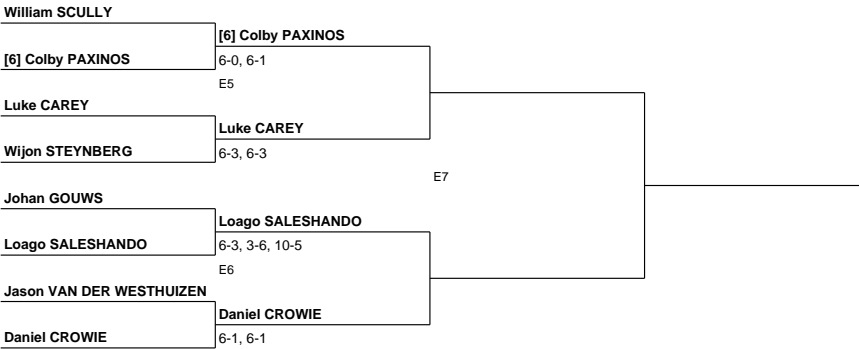 William SCULLY
[6] Colby PAXINOS
[6] Colby PAXINOS
6-0, 6-1
E5
Luke CAREY
Luke CAREY
Wijon STEYNBERG
6-3, 6-3
E7
Johan GOUWS
Loago SALESHANDO
Loago SALESHANDO
6-3, 3-6, 10-5
E6
Jason VAN DER WESTHUIZEN
Daniel CROWIE
Daniel CROWIE
6-1, 6-1